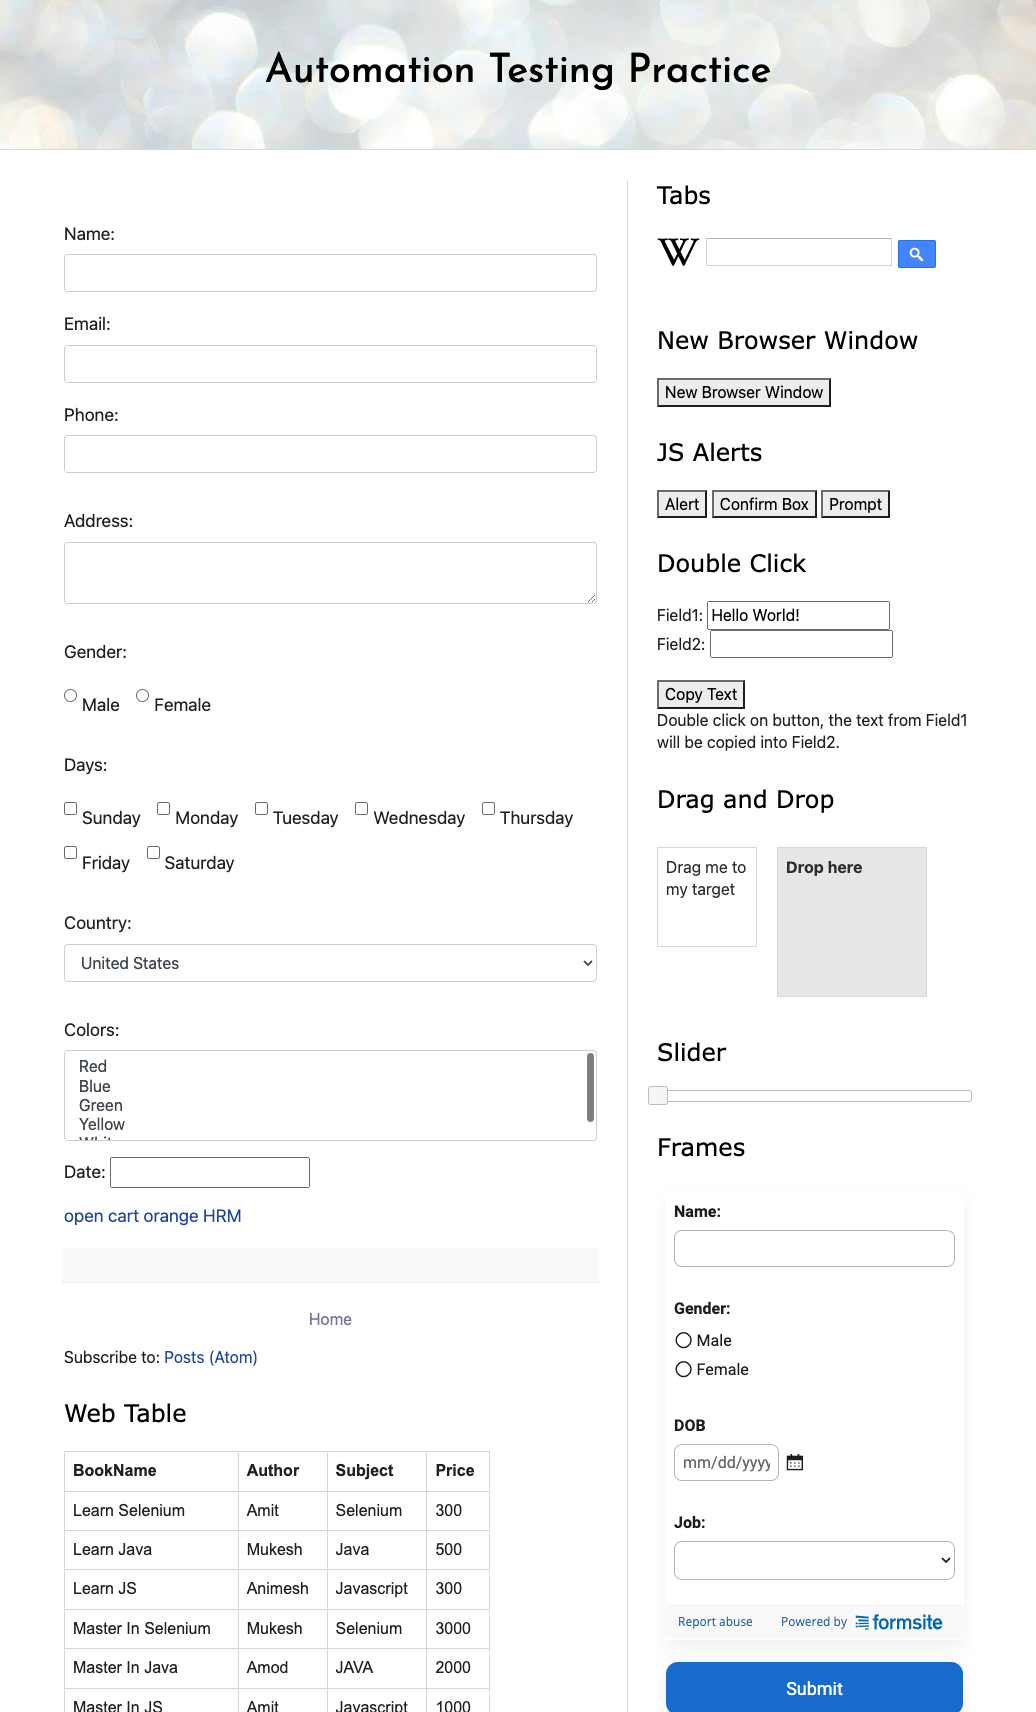 Automation Testing Practice
Name:
Email:
Phone:
Address:
Gender:
Male Female
Days:
Sunday Monday Tuesday Wednesday Thursday
Friday Saturday
Country:
United States
Colors:
Red
Blue
Green
Yellow
Date:
open cart orange HRM
Home
Subscribe to: Posts (Atom)
Web Table
BookName Author Subject Price
Learn Selenium Amit Selenium 300
Learn Java Mukesh Java 500
Learn JS Animesh Javascript 300
Master In Selenium Mukesh Selenium 3000
Master In Java Amod JAVA 2000
Master In JS Amit Javascript 1000
Tabs
W
New Browser Window
New Browser Window
JS Alerts
Alert Confirm Box Prompt
Double Click
Field1: Hello World!
Field2:
Copy Text
Double click on button, the text from Field1
will be copied into Field2.
Drag and Drop
Drag me to
my target
Drop here
Slider
Frames
Name:
Gender:
Male
Female
DOB
mm/dd/yyyy
Job:
Report abuse Powered by formsite
Submit